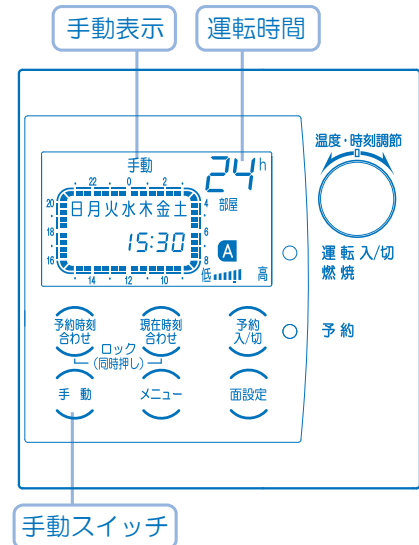 手動表示
運転時間
手動
24h
22 0 2
20 日月火水木金土 4
部屋
18 15:30 6
A
16 8
低 高
14 12 10
温度・時刻調節
運転 入/切
燃焼
予約
予約時刻
合わせ
現在時刻
合わせ
予約
入/切
ロック
(同時押し)
手動
メニュー
面設定
手動スイッチ